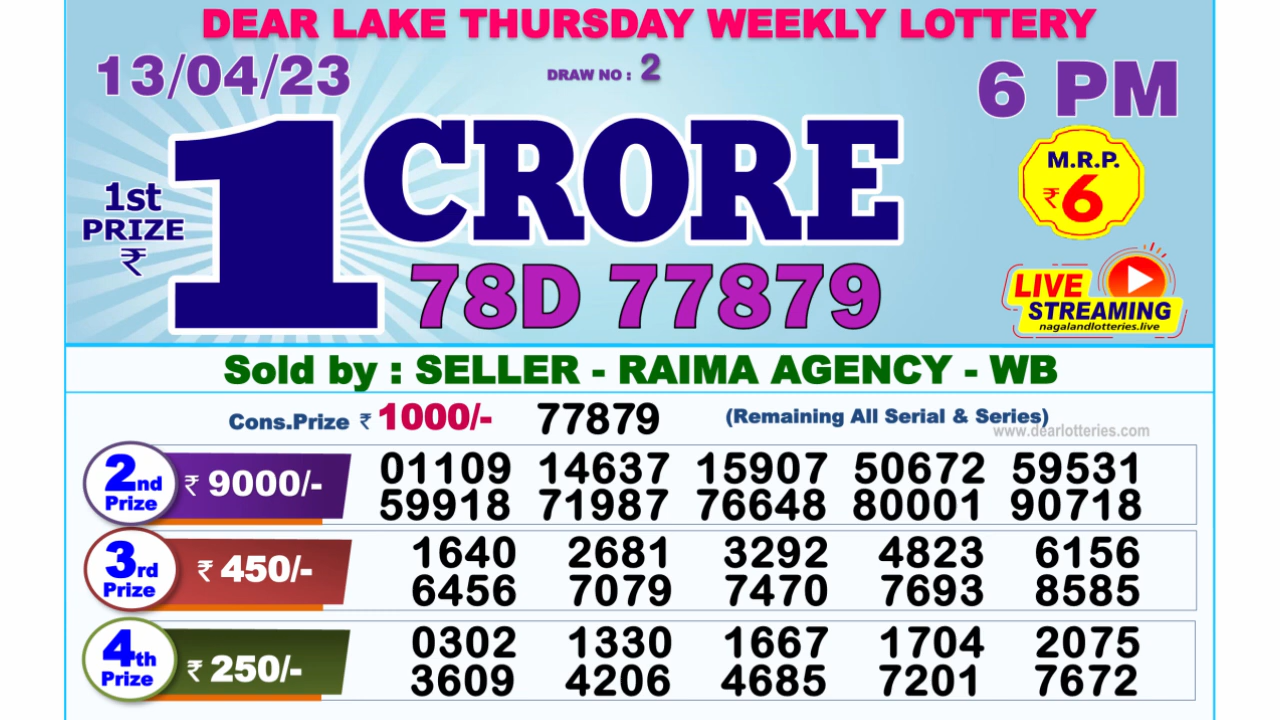 DEAR LAKE THURSDAY WEEKLY LOTTERY
13/04/23
DRAW NO : 2
6 PM
1st PRIZE ₹
1 CRORE
78D 77879
M.R.P.
₹6
LIVE
STREAMING
nagalandlotteries.live
Sold by : SELLER - RAIMA AGENCY - WB
Cons.Prize ₹ 1000/- 77879 (Remaining All Serial & Series)
www.dearlotteries.com
2nd Prize ₹ 9000/-
01109 14637 15907 50672 59531
59918 71987 76648 80001 90718
3rd Prize ₹ 450/-
1640 2681 3292 4823 6156
6456 7079 7470 7693 8585
4th Prize ₹ 250/-
0302 1330 1667 1704 2075
3609 4206 4685 7201 7672